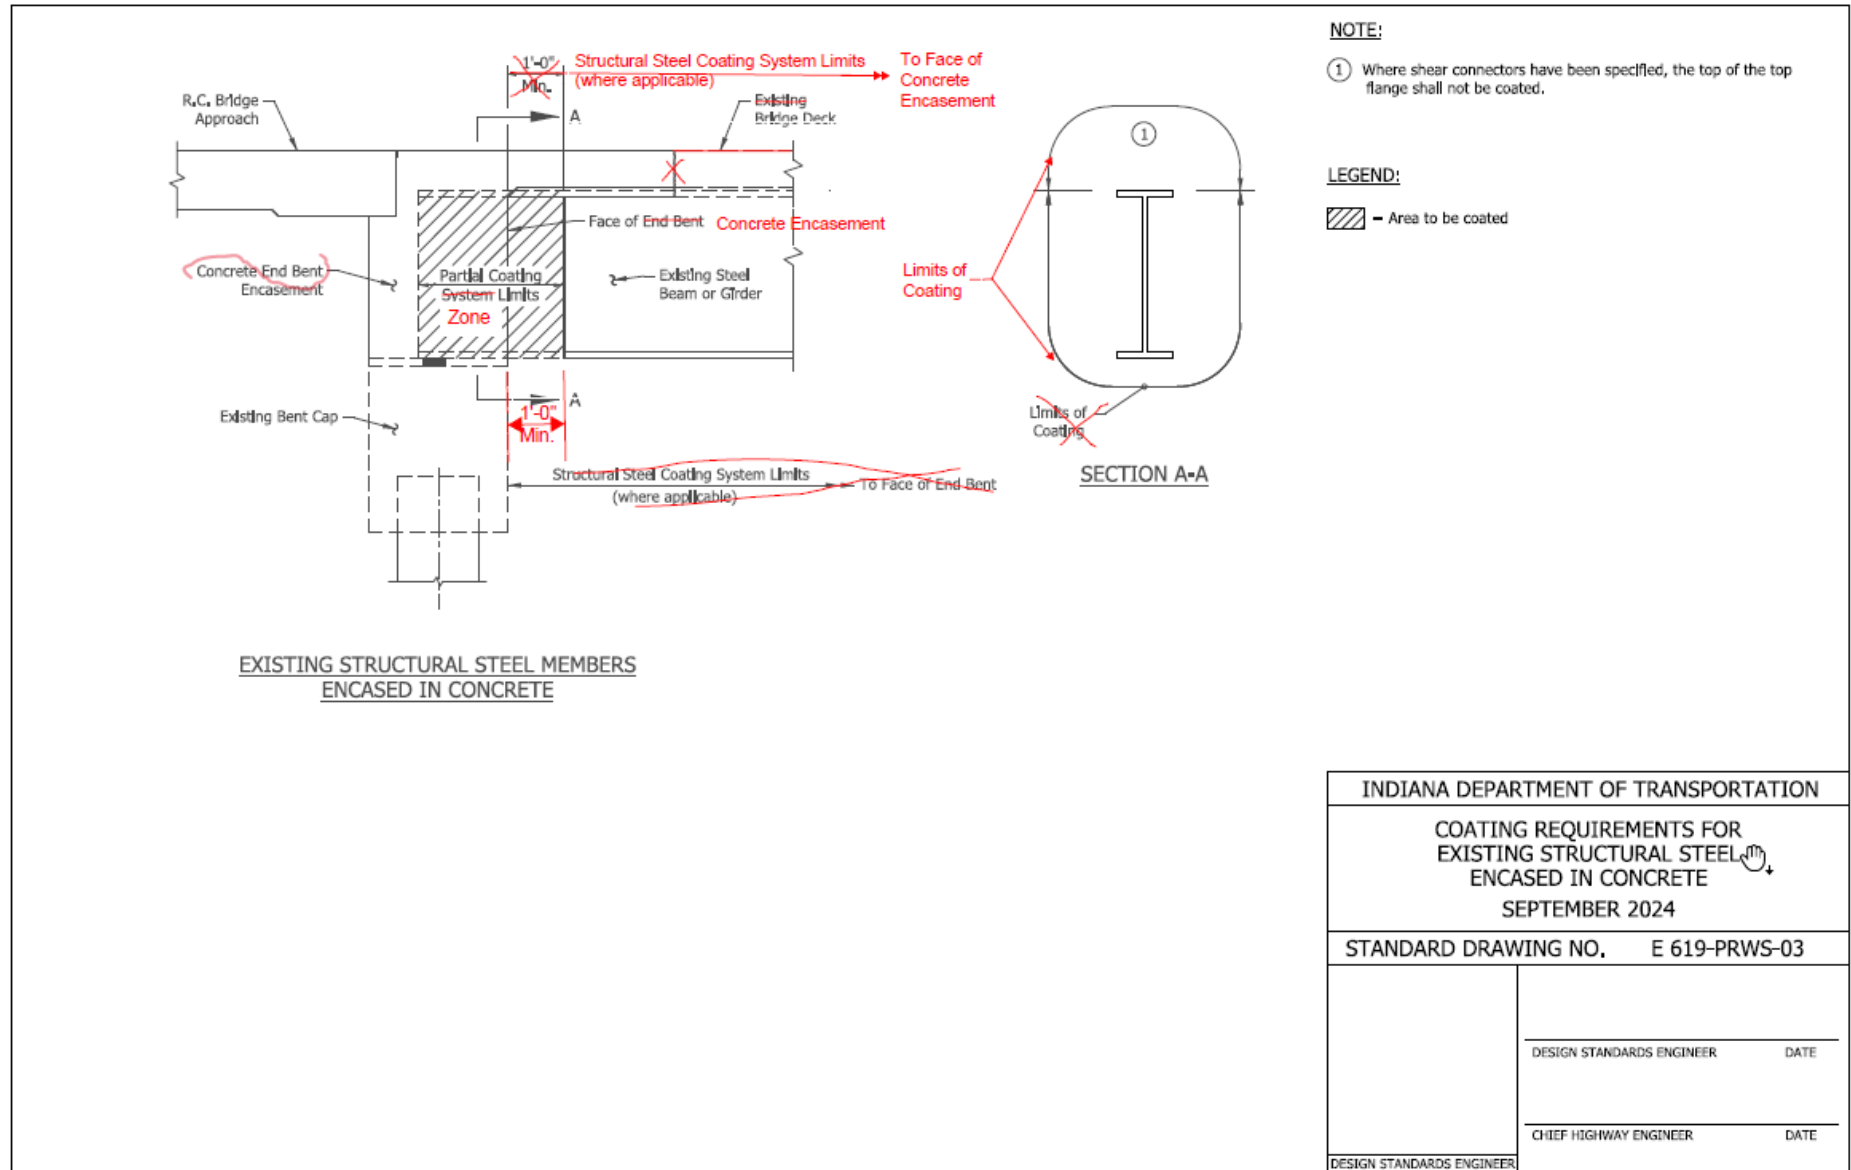 NOTE:
1 Where shear connectors have been specified, the top of the top
flange shall not be coated.
LEGEND:
- Area to be coated
1'-0"
Min.
Structural Steel Coating System Limits
(where applicable)
To Face of
Concrete
Encasement
R.C. Bridge
Approach
A
Existing
Bridge Deck
1
Face of End Bent
Concrete Encasement
Concrete End Bent
Encasement
Partial Coating
System Limits
Zone
Existing Steel
Beam or Girder
Limits of
Coating
Existing Bent Cap
A
1'-0"
Min.
Limits of
Coating
Structural Steel Coating System Limits
(where applicable)
To Face of End Bent
SECTION A-A
EXISTING STRUCTURAL STEEL MEMBERS
ENCASED IN CONCRETE
INDIANA DEPARTMENT OF TRANSPORTATION
COATING REQUIREMENTS FOR
EXISTING STRUCTURAL STEEL
ENCASED IN CONCRETE
SEPTEMBER 2024
STANDARD DRAWING NO. E 619-PRWS-03
DESIGN STANDARDS ENGINEER DATE
CHIEF HIGHWAY ENGINEER DATE
DESIGN STANDARDS ENGINEER